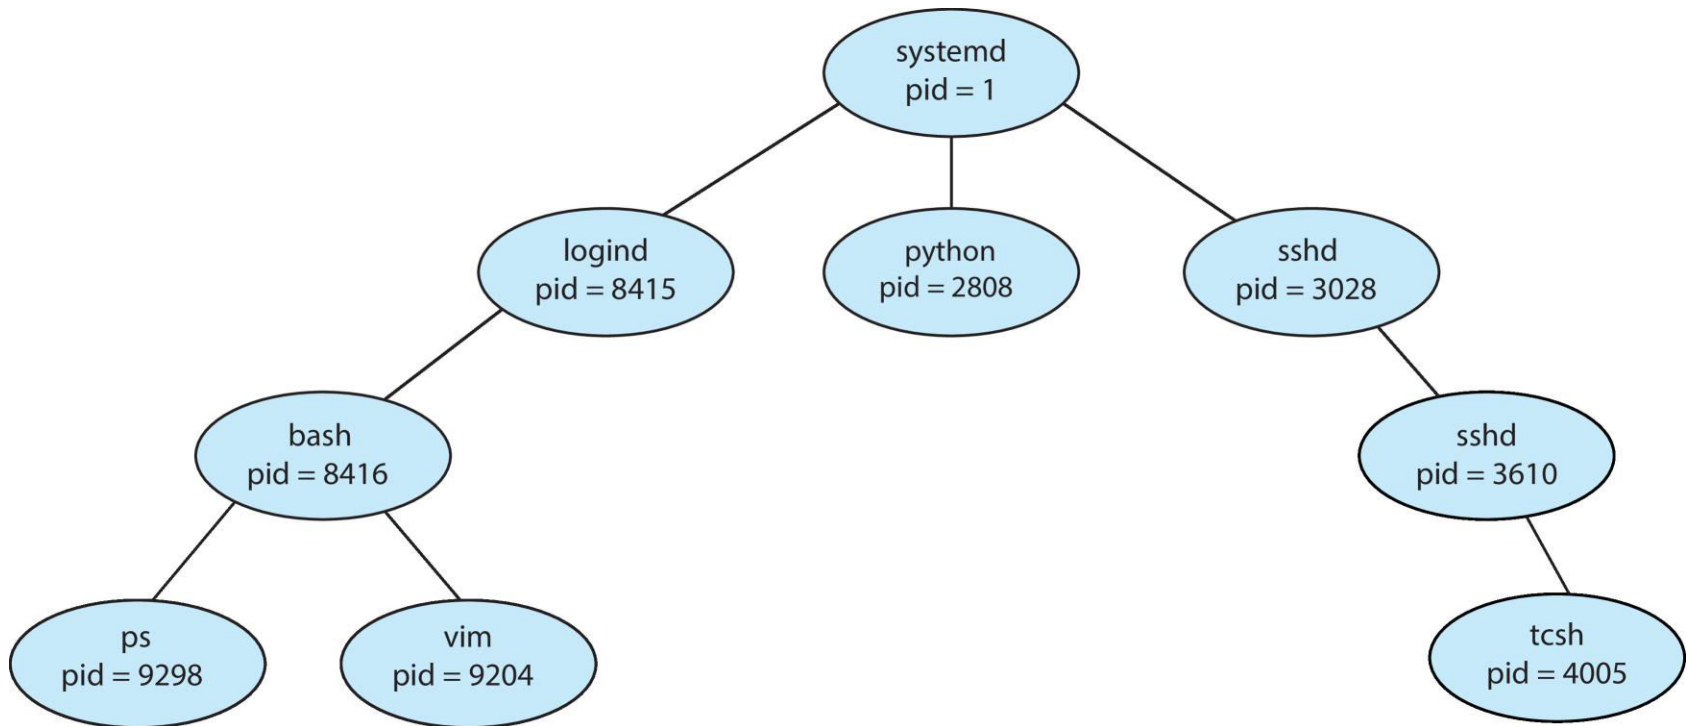 systemd
pid = 1
logind
pid = 8415
python
pid = 2808
sshd
pid = 3028
bash
pid = 8416
sshd
pid = 3610
ps
pid = 9298
vim
pid = 9204
tcsh
pid = 4005